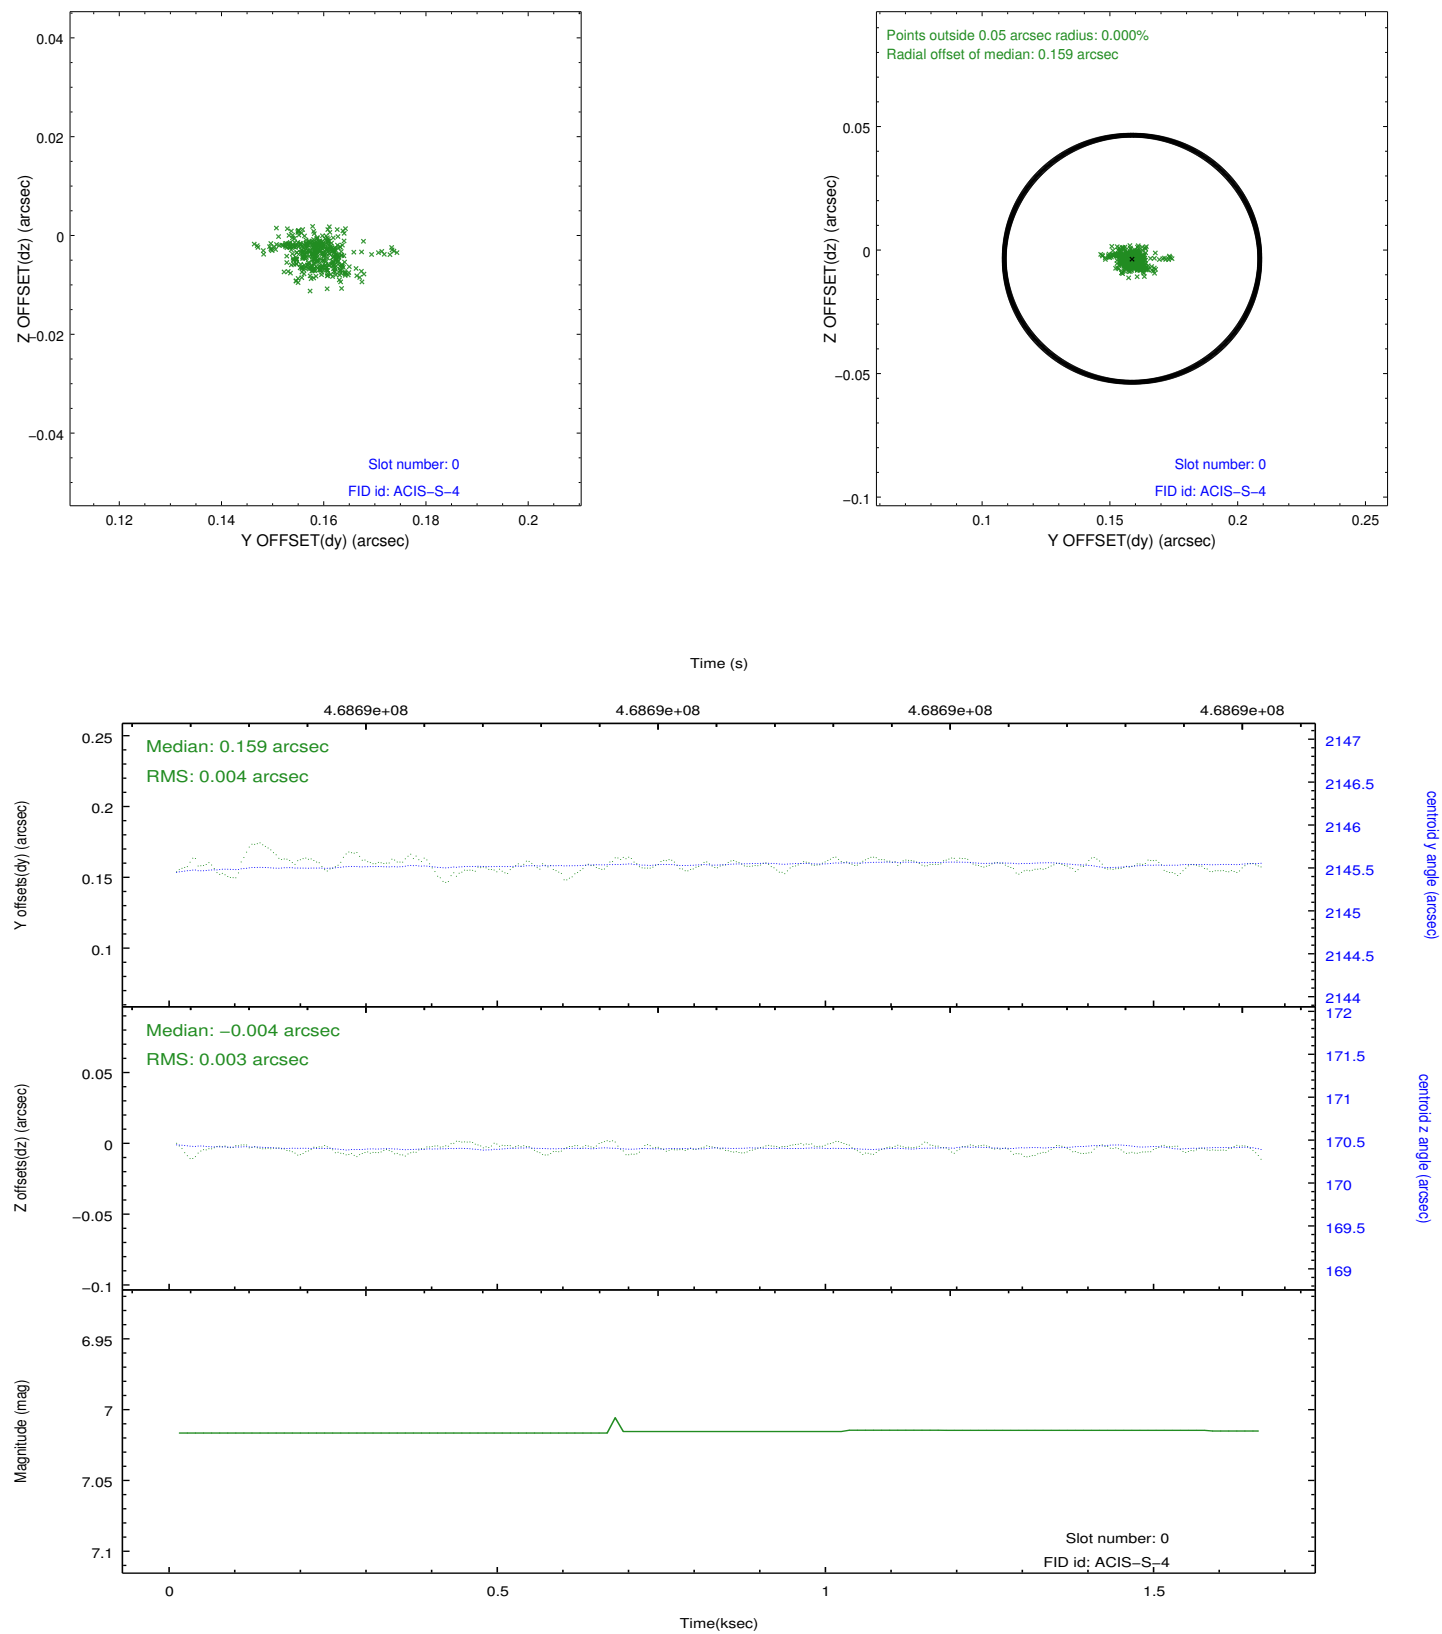 0.04
0.02
0
−0.02
−0.04
Z OFFSET(dz) (arcsec)
Slot number: 0
FID id: ACIS−S−4
0.12 0.14 0.16 0.18 0.2
Y OFFSET(dy) (arcsec)
Points outside 0.05 arcsec radius: 0.000%
Radial offset of median: 0.159 arcsec
0.05
0
−0.05
−0.1
Z OFFSET(dz) (arcsec)
Slot number: 0
FID id: ACIS−S−4
0.1 0.15 0.2 0.25
Y OFFSET(dy) (arcsec)
Time (s)
4.6869e+08 4.6869e+08 4.6869e+08 4.6869e+08
Median: 0.159 arcsec
RMS: 0.004 arcsec
0.25
0.2
0.15
0.1
Y offsets(dy) (arcsec)
2147
2146.5
2146
2145.5
2145
2144.5
2144
centroid y angle (arcsec)
Median: −0.004 arcsec
RMS: 0.003 arcsec
0.05
0
−0.05
−0.1
Z offsets(dz) (arcsec)
172
171.5
171
170.5
170
169.5
169
centroid z angle (arcsec)
6.95
7
7.05
7.1
Magnitude (mag)
Slot number: 0
FID id: ACIS−S−4
0 0.5 1 1.5
Time(ksec)